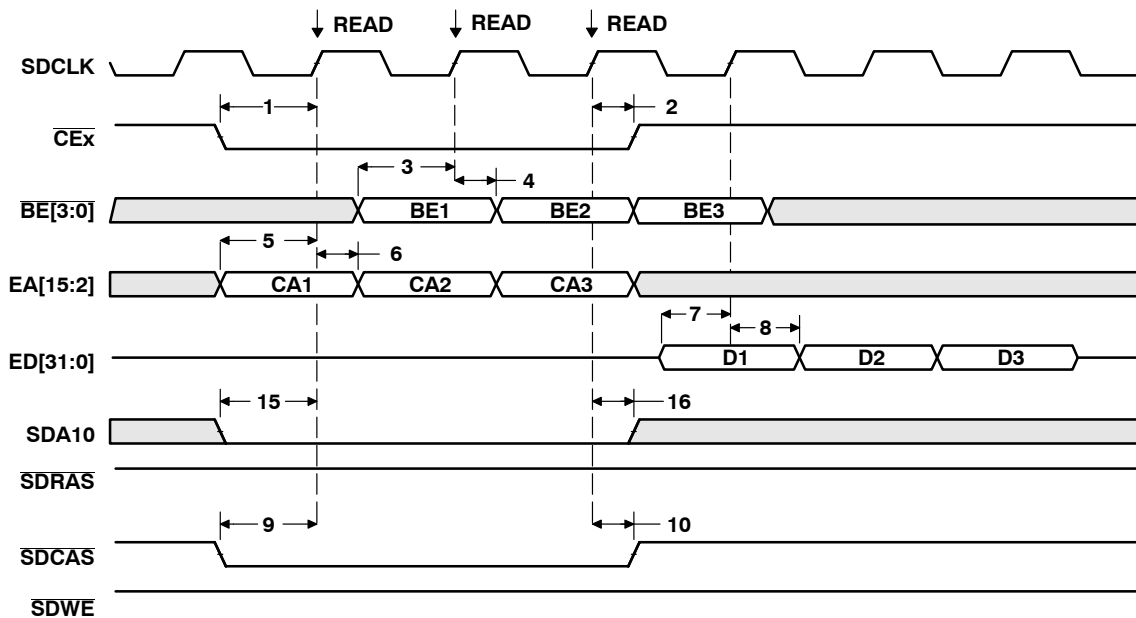 READ READ READ
SDCLK
1 2
CEx
3 4
BE[3:0] BE1 BE2 BE3
5 6
EA[15:2] CA1 CA2 CA3
7 8
ED[31:0] D1 D2 D3
15 16
SDA10
SDRAS
9 10
SDCAS
SDWE